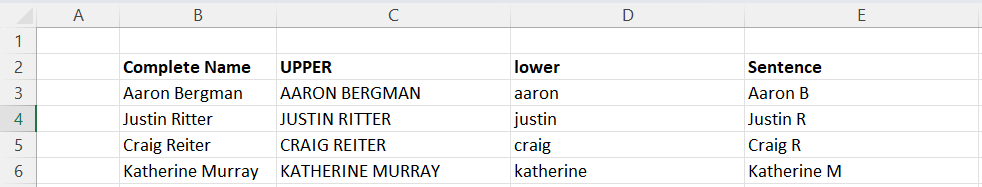 A B C D E
1
2 Complete Name UPPER lower Sentence
3 Aaron Bergman AARON BERGMAN aaron Aaron B
4 Justin Ritter JUSTIN RITTER justin Justin R
5 Craig Reiter CRAIG REITER craig Craig R
6 Katherine Murray KATHERINE MURRAY katherine Katherine M